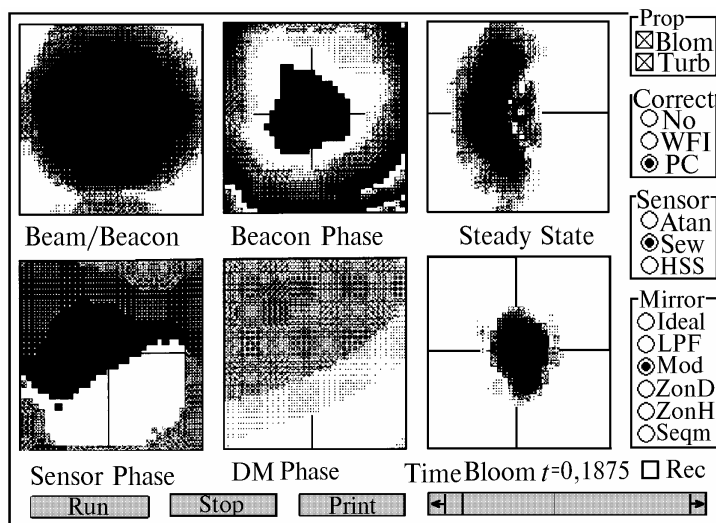 Prop
Blom
Turb
Correct
No
WFI
PC
Beam/Beacon
Beacon Phase
Steady State
Sensor
Atan
Sew
HSS
Mirror
Ideal
LPF
Mod
ZonD
ZonH
Seqm
Sensor Phase
DM Phase
Time Bloom t=0,1875
Rec
Run
Stop
Print